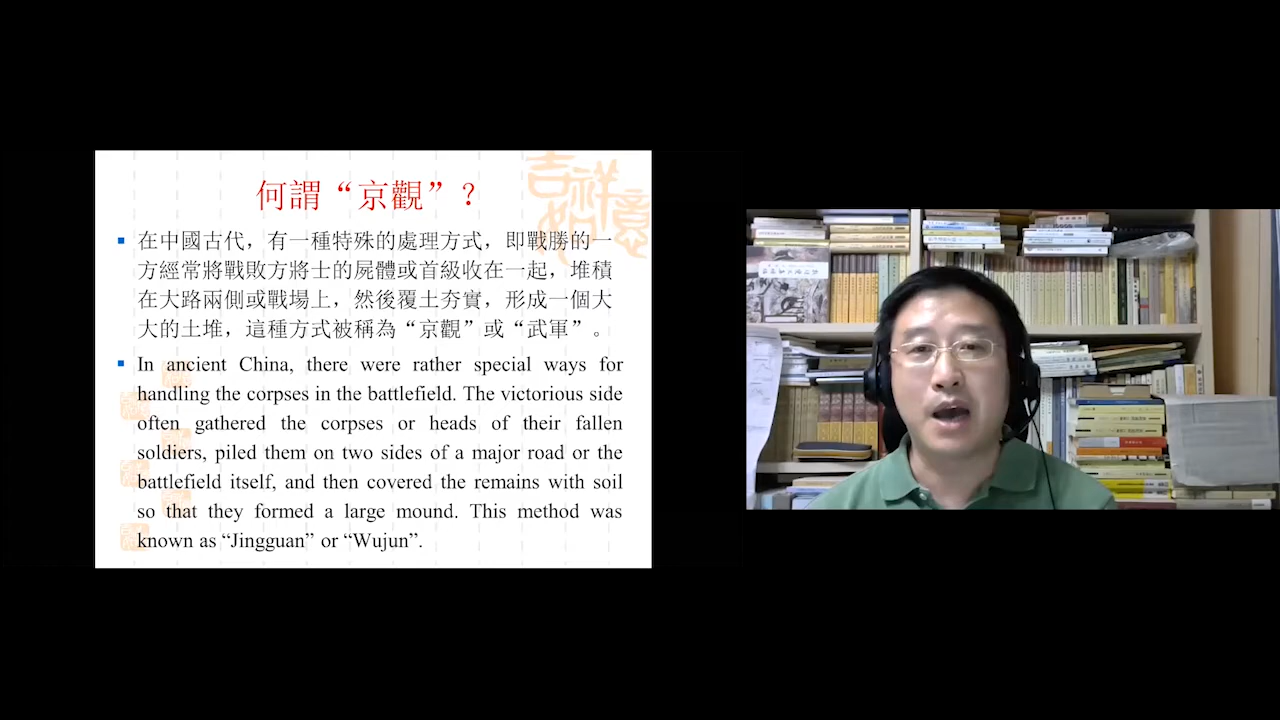 何謂“京觀”？
在中國古代，有一種特殊的處理方式，即戰勝的一
方經常將戰敗方將士的屍體或首級收在一起，堆積
在大路兩側或戰場上，然後覆土夯實，形成一個大
大的土堆，這種方式被稱為“京觀”或“武軍”。
In ancient China, there were rather special ways for
handling the corpses in the battlefield. The victorious side
often gathered the corpses or heads of their fallen
soldiers, piled them on two sides of a major road or the
battlefield itself, and then covered the remains with soil
so that they formed a large mound. This method was
known as “Jingguan” or “Wujun”.
吉祥如意